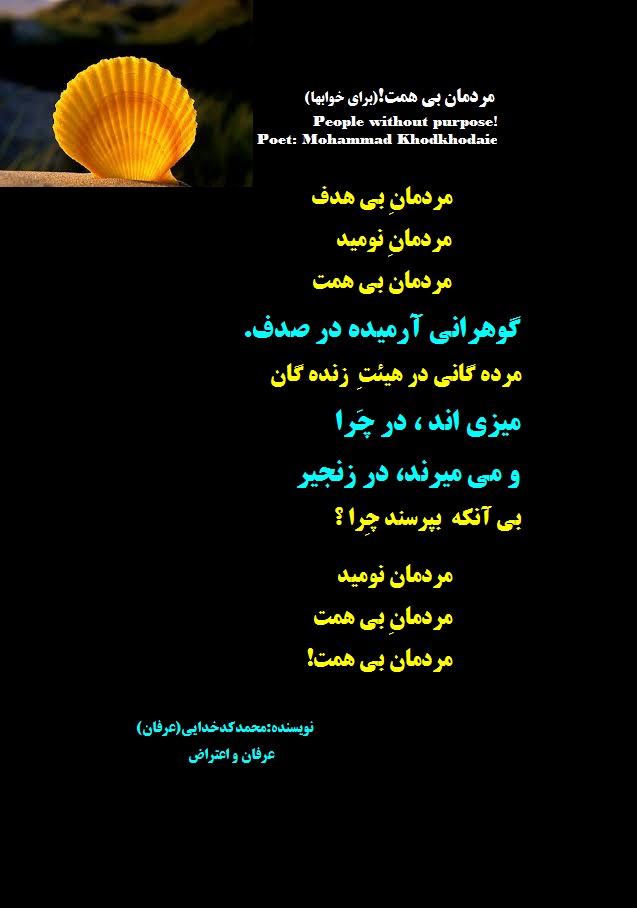 مردمان بی همت!(برای خوابها)
People without purpose!
Poet: Mohammad Khodkhodaie
مردمانِ بی هدف
مردمانِ نومید
مردمان بی همت
گوهرانی آرمیده در صدف.
مرده گانی در هیئتِ زنده گان
میزی اند ، در چَرا
و می میرند، در زنجیر
بی آنکه بپرسند چِرا ؟
مردمان نومید
مردمانِ بی همت
مردمان بی همت!
نویسنده:محمدکدخدایی(عرفان)
عرفان و اعتراض